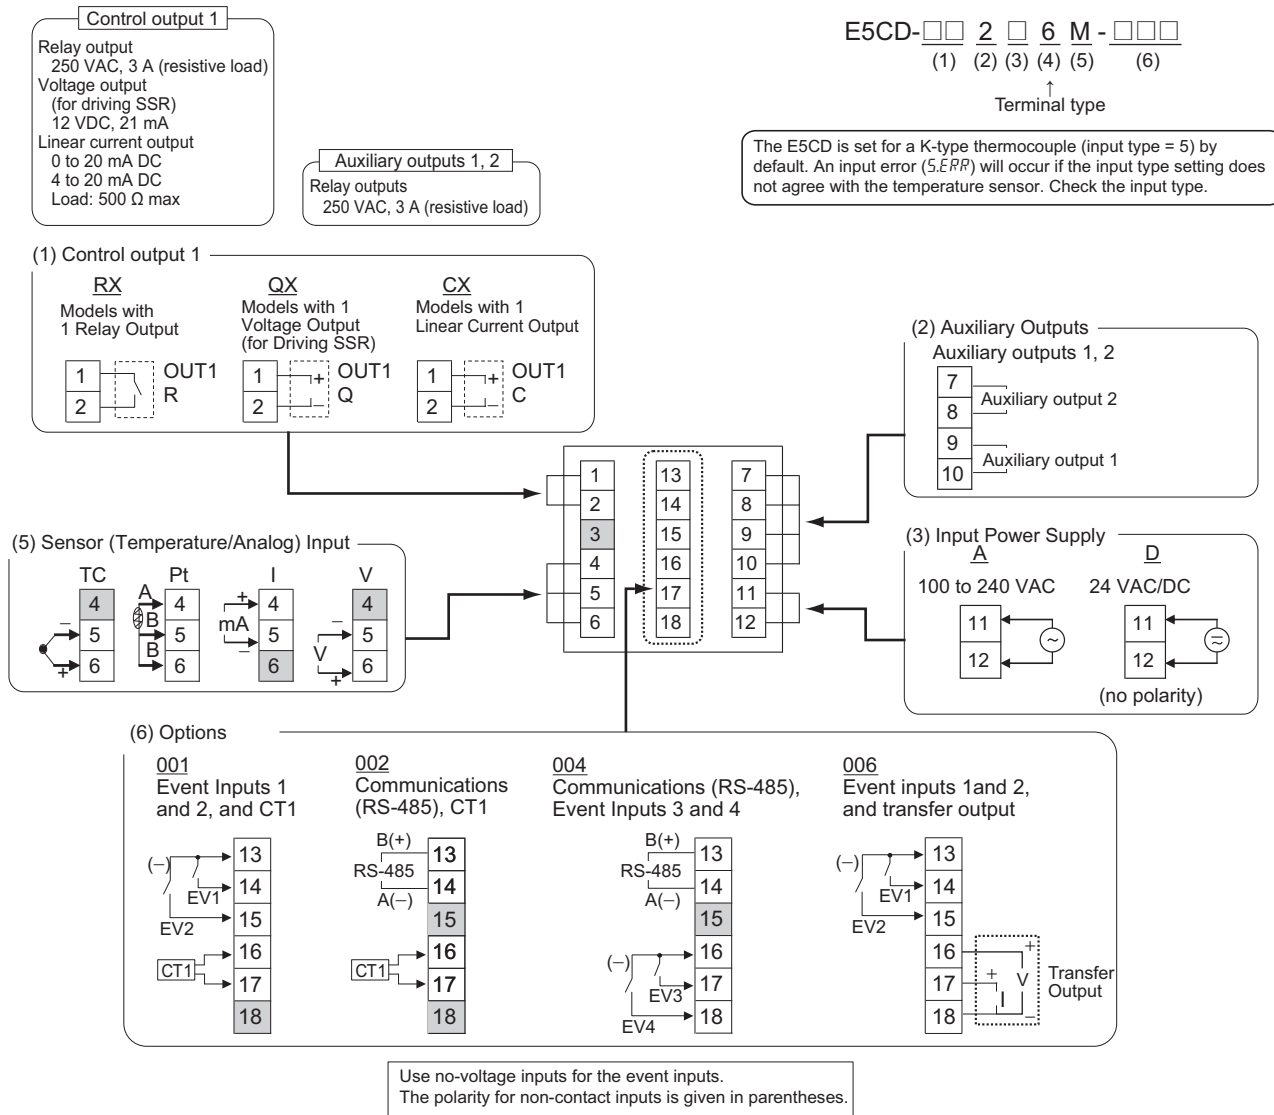 Control output 1
Relay output
250 VAC, 3 A (resistive load)
Voltage output
(for driving SSR)
12 VDC, 21 mA
Linear current output
0 to 20 mA DC
4 to 20 mA DC
Load: 500 Ω max
Auxiliary outputs 1, 2
Relay outputs
250 VAC, 3 A (resistive load)
E5CD-□□ 2 □ 6 M - □□□
(1) (2) (3) (4) (5) (6)
↑
Terminal type
The E5CD is set for a K-type thermocouple (input type = 5) by
default. An input error (S.ERR) will occur if the input type setting does
not agree with the temperature sensor. Check the input type.
(1) Control output 1
RX
Models with
1 Relay Output
1
2
OUT1
R
QX
Models with 1
Voltage Output
(for Driving SSR)
1
2
+
−
OUT1
Q
CX
Models with 1
Linear Current Output
1
2
+
−
OUT1
C
(2) Auxiliary Outputs
Auxiliary outputs 1, 2
7
8
Auxiliary output 2
9
10
Auxiliary output 1
1
2
3
4
5
6
13
14
15
16
17
18
7
8
9
10
11
12
(5) Sensor (Temperature/Analog) Input
TC
4
5
6
−
+
Pt
A
B
B
4
5
6
I
+
mA
−
4
5
6
V
−
V
+
4
5
6
(3) Input Power Supply
A
100 to 240 VAC
11
12
D
24 VAC/DC
11
12
(no polarity)
(6) Options
001
Event Inputs 1
and 2, and CT1
(−)
EV1
EV2
CT1
13
14
15
16
17
18
002
Communications
(RS-485), CT1
B(+)
RS-485
A(−)
CT1
13
14
15
16
17
18
004
Communications (RS-485),
Event Inputs 3 and 4
B(+)
RS-485
A(−)
(−)
EV3
EV4
13
14
15
16
17
18
006
Event inputs 1and 2,
and transfer output
(−)
EV1
EV2
13
14
15
16
17
18
+
+
V
I
−
Transfer
Output
Use no-voltage inputs for the event inputs.
The polarity for non-contact inputs is given in parentheses.